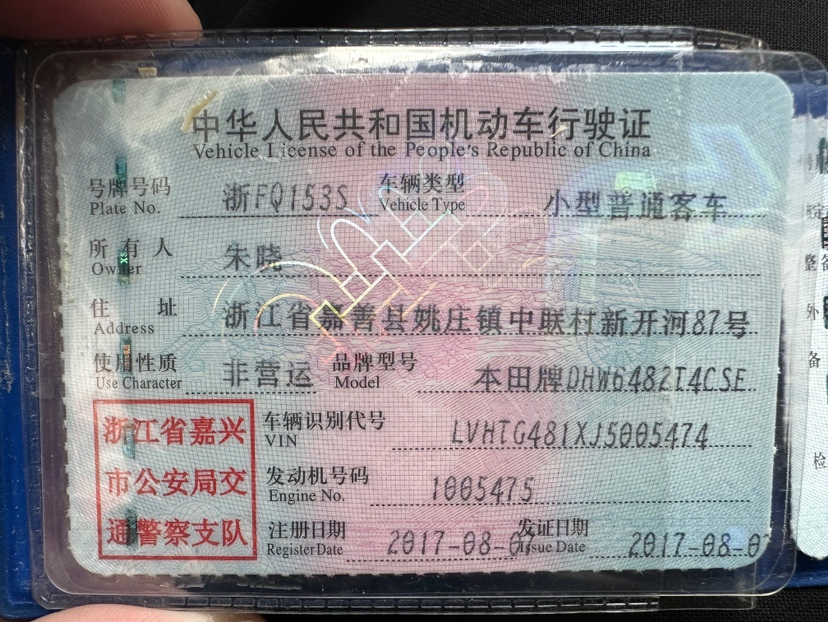 中华人民共和国机动车行驶证
Vehicle License of the People's Republic of China
号牌号码 浙FQ153S 车辆类型 小型普通客车
Plate No. Vehicle Type
所有人 朱晓
Owner
住址 浙江省嘉善县姚庄镇中联村新开河87号
Address
使用性质 非营运 品牌型号 本田牌DHW6482T4CSE
Use Character Model
浙江省嘉兴
市公安局交
通警察支队
车辆识别代号 LVHTG481XJ5005474
VIN
发动机号码 1005475
Engine No.
注册日期 2017-08-07 发证日期 2017-08-07
Register Date Issue Date